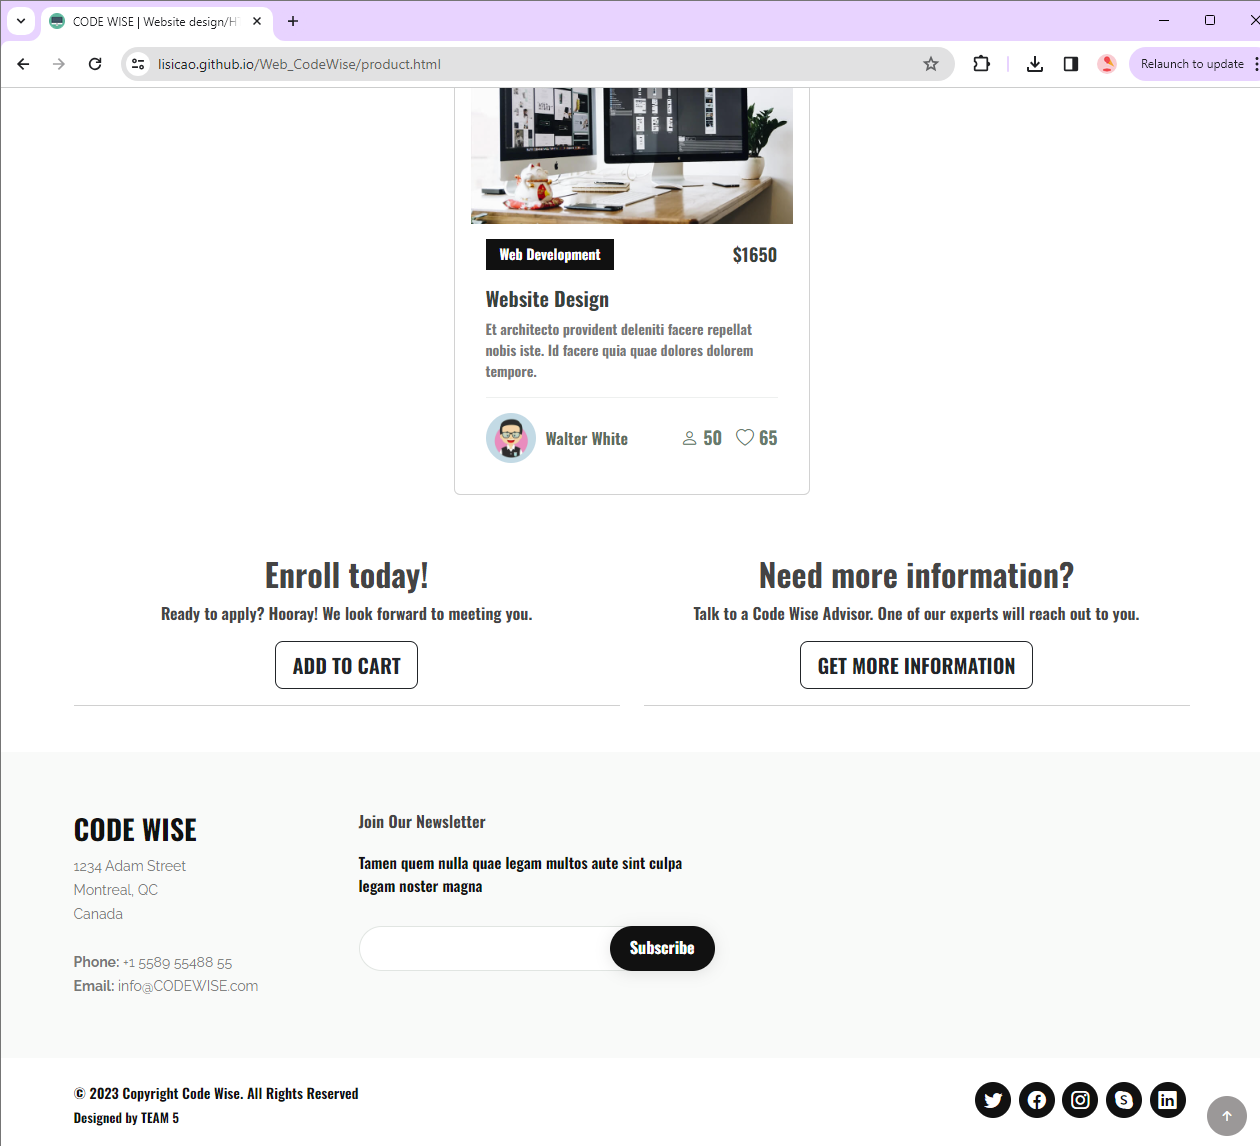 CODE WISE | Website design/H
lisicao.github.io/Web_CodeWise/product.html
Relaunch to update
Web Development
$1650
Website Design
Et architecto provident deleniti facere repellat
nobis iste. Id facere quia quae dolores dolorem
tempore.
Walter White
50
65
Enroll today!
Ready to apply? Hooray! We look forward to meeting you.
ADD TO CART
Need more information?
Talk to a Code Wise Advisor. One of our experts will reach out to you.
GET MORE INFORMATION
CODE WISE
1234 Adam Street
Montreal, QC
Canada
Phone: +1 5589 55488 55
Email: info@CODEWISE.com
Join Our Newsletter
Tamen quem nulla quae legam multos aute sint culpa
legam noster magna
Subscribe
© 2023 Copyright Code Wise. All Rights Reserved
Designed by TEAM 5